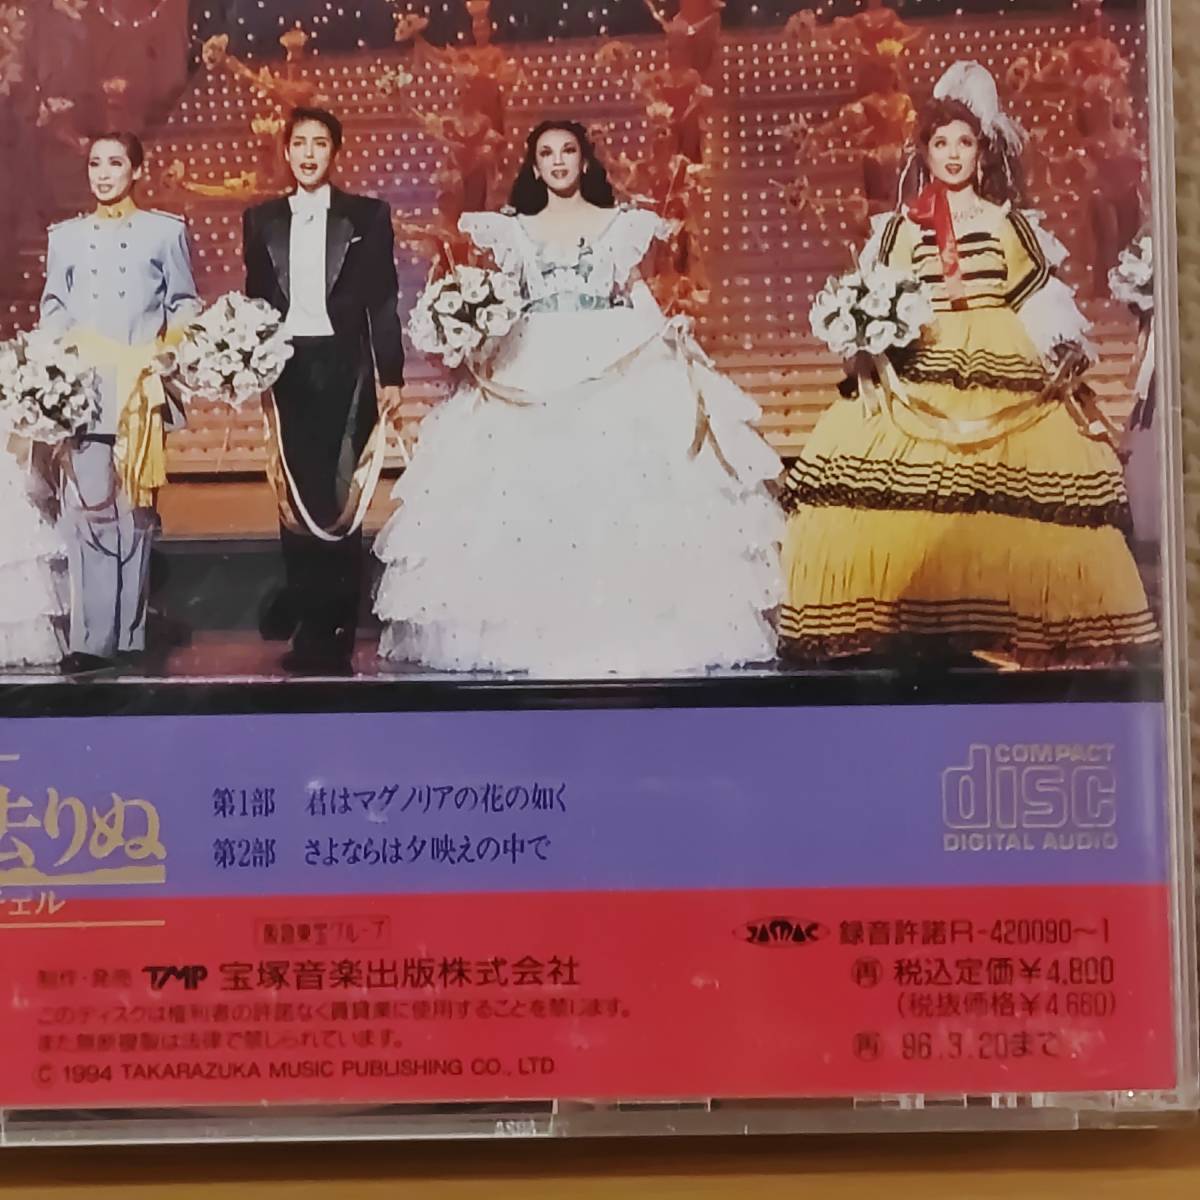 去りぬ
チェル
第1部 君はマグノリアの花の如く
第2部 さよならは夕映えの中で
COMPACT
disc
DIGITAL AUDIO
阪急東宝グループ
制作・発売 TMP 宝塚音楽出版株式会社
このディスクは権利者の許諾なく賃貸業に使用することを禁じます。
また無断複製は法律で禁じられています。
© 1994 TAKARAZUKA MUSIC PUBLISHING CO., LTD
JASRAC 録音許諾R-420090~1
再 税込定価¥4,800
(税抜価格¥4,660)
再 96.3.20まで